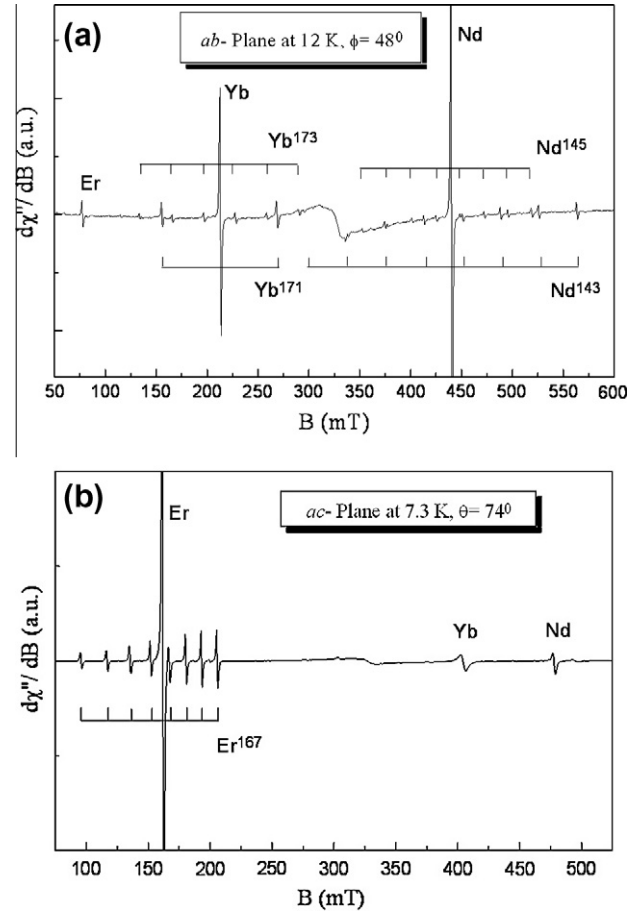 (a)
ab- Plane at 12 K, ϕ= 48⁰
Nd
Yb
Yb¹⁷³
Nd¹⁴⁵
Er
Yb¹⁷¹
Nd¹⁴³
dχ''/ dB (a.u.)
50 100 150 200 250 300 350 400 450 500 550 600
B (mT)
(b)
ac- Plane at 7.3 K, θ= 74⁰
Er
Yb
Nd
Er¹⁶⁷
dχ''/ dB (a.u.)
100 150 200 250 300 350 400 450 500
B (mT)